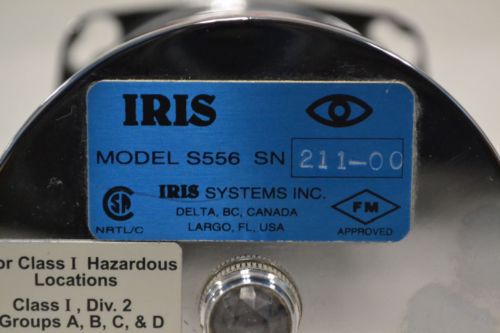 IRIS
MODEL S556 SN 211-00
IRIS SYSTEMS INC.
DELTA, BC, CANADA
LARGO, FL, USA
NRTL/C
FM
APPROVED
or Class I Hazardous
Locations
Class I, Div. 2
Groups A, B, C, & D